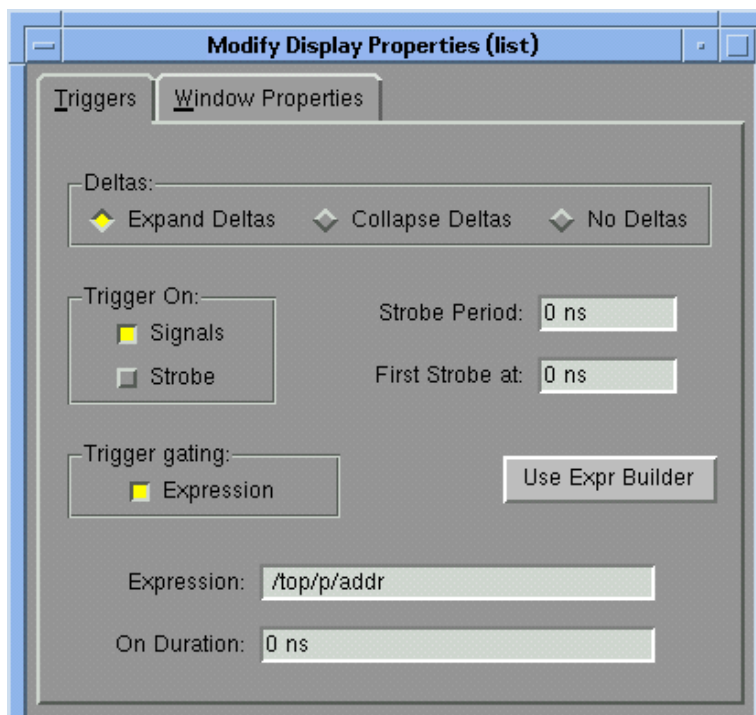 Modify Display Properties (list)
Triggers Window Properties
Deltas:
Expand Deltas Collapse Deltas No Deltas
Trigger On:
Signals
Strobe
Strobe Period: 0 ns
First Strobe at: 0 ns
Trigger gating:
Expression
Use Expr Builder
Expression: /top/p/addr
On Duration: 0 ns